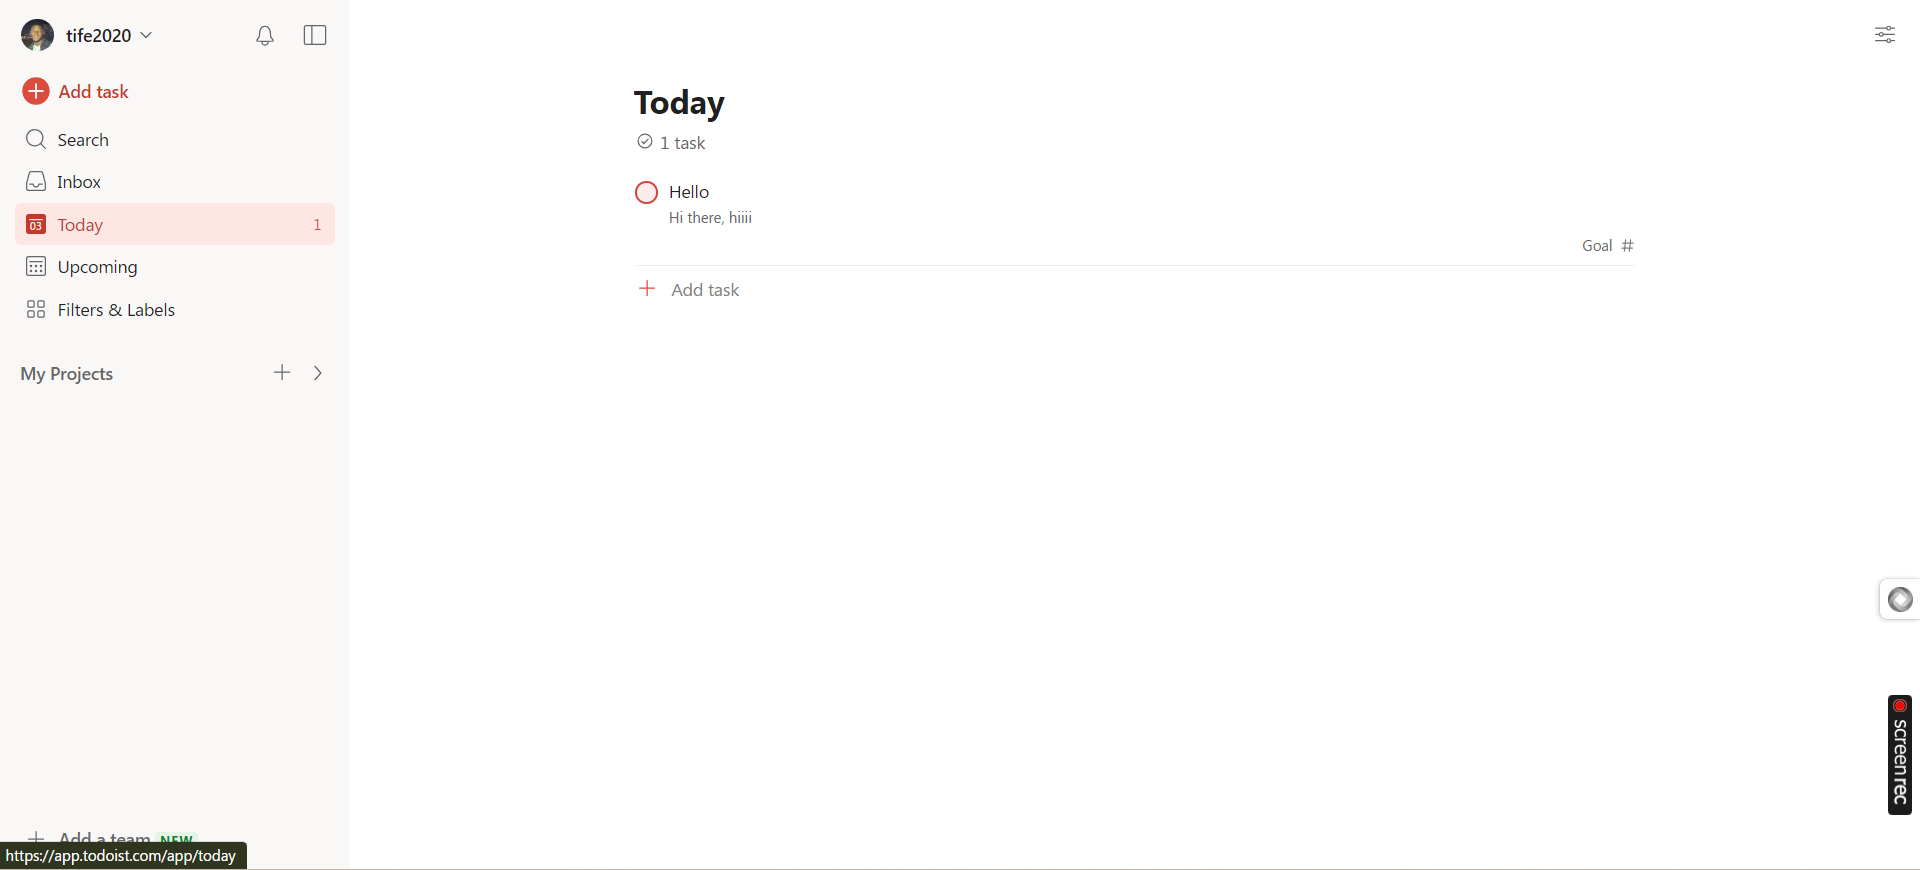 tife2020
Add task
Search
Inbox
03
Today 1
Upcoming
Filters & Labels
My Projects
Add a team NEW
https://app.todoist.com/app/today
Today
1 task
Hello
Hi there, hiiii
Goal #
Add task
screenrec